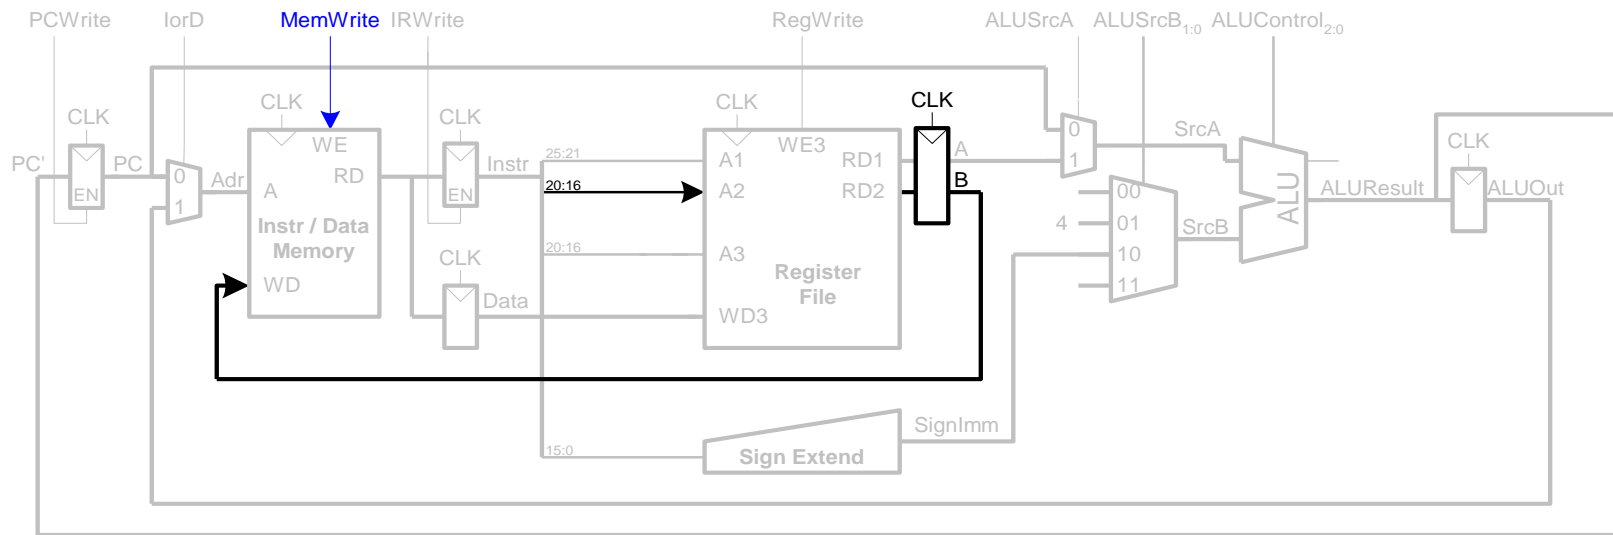 PCWrite IorD MemWrite IRWrite RegWrite ALUSrcA ALUSrcB1:0 ALUControl2:0
CLK CLK CLK CLK CLK CLK
PC' PC EN
0 1 Adr
WE
A RD
Instr / Data
Memory
WD
EN Instr
CLK
Data
25:21
20:16
20:16
15:0
A1 WE3 RD1
A2 RD2
A3
Register
File
WD3
A
B
0
1
SrcA
00
4 01
10
11
SrcB
ALU
ALUResult
CLK
ALUOut
SignImm
Sign Extend